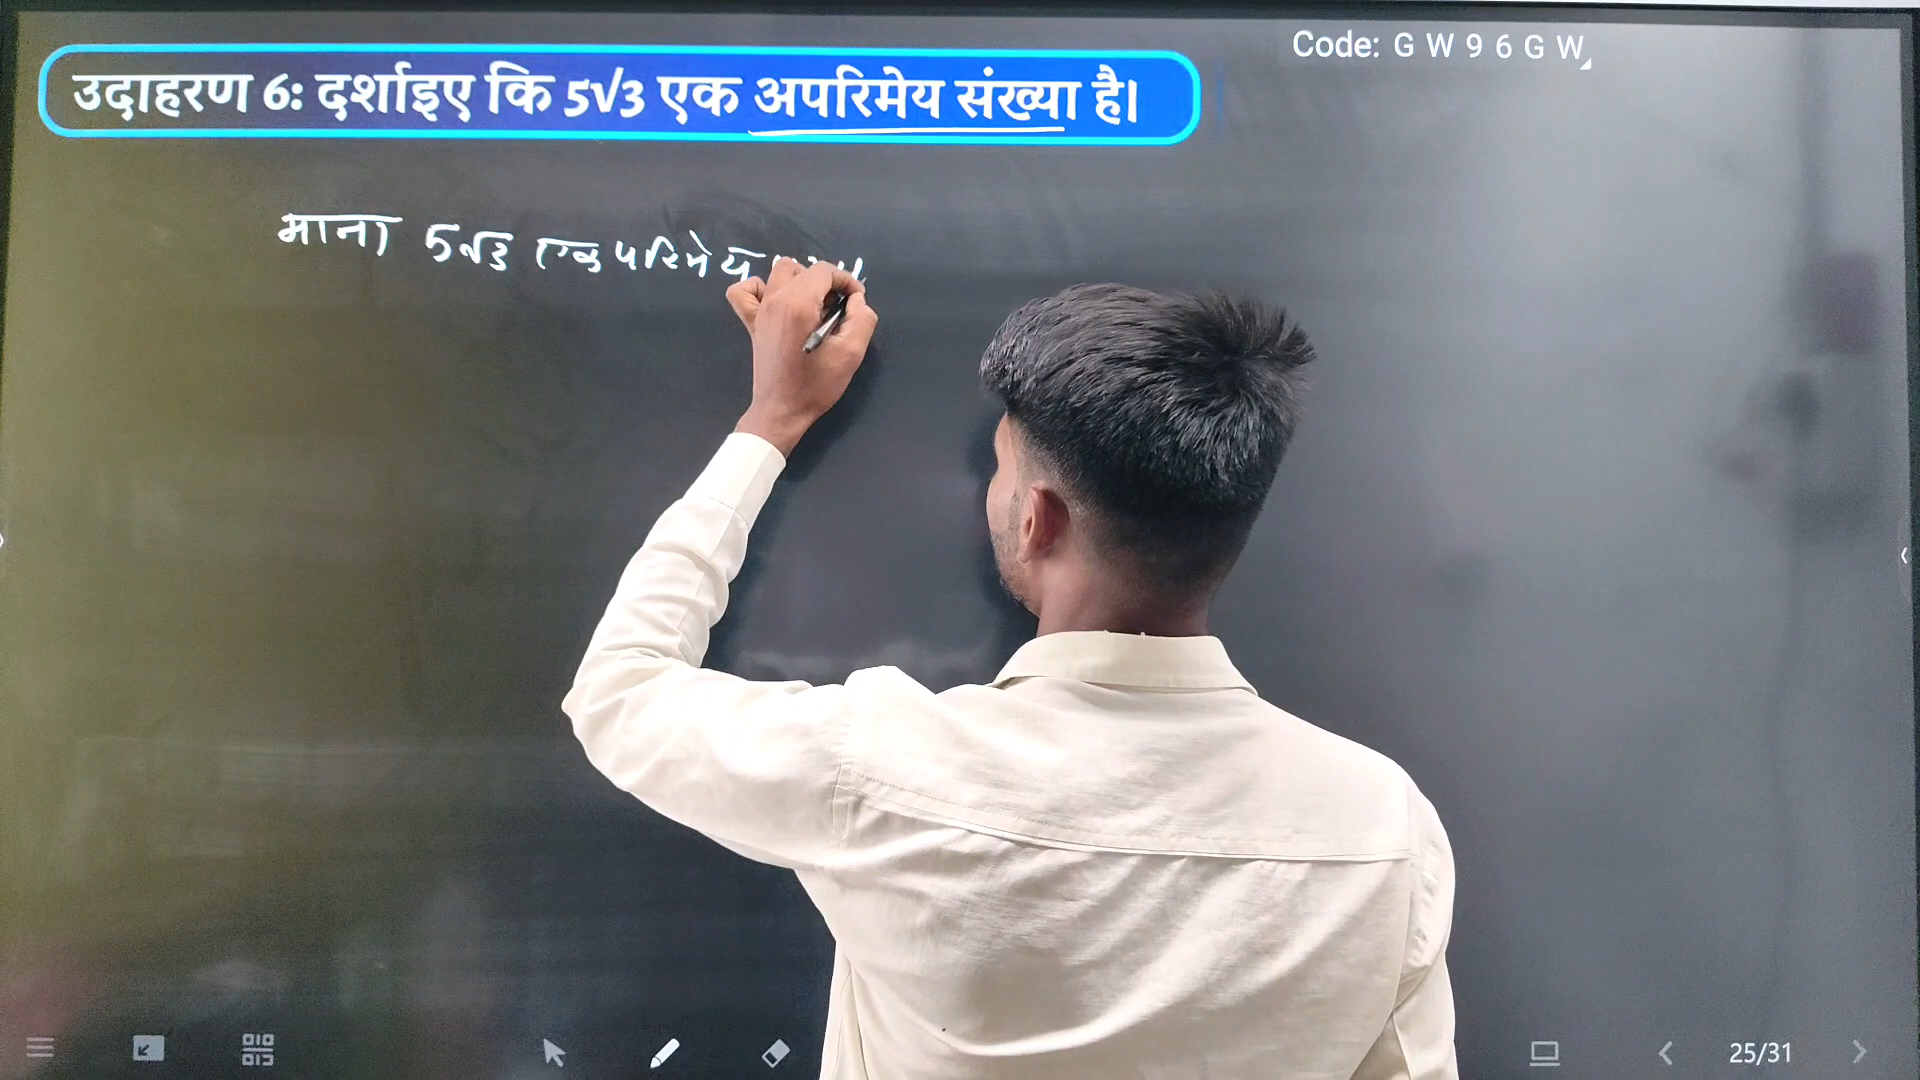 Code: G W 9 6 G W
उदाहरण 6: दर्शाइए कि 5√3 एक अपरिमेय संख्या है।
माना 5√3 एक परिमेय
25/31